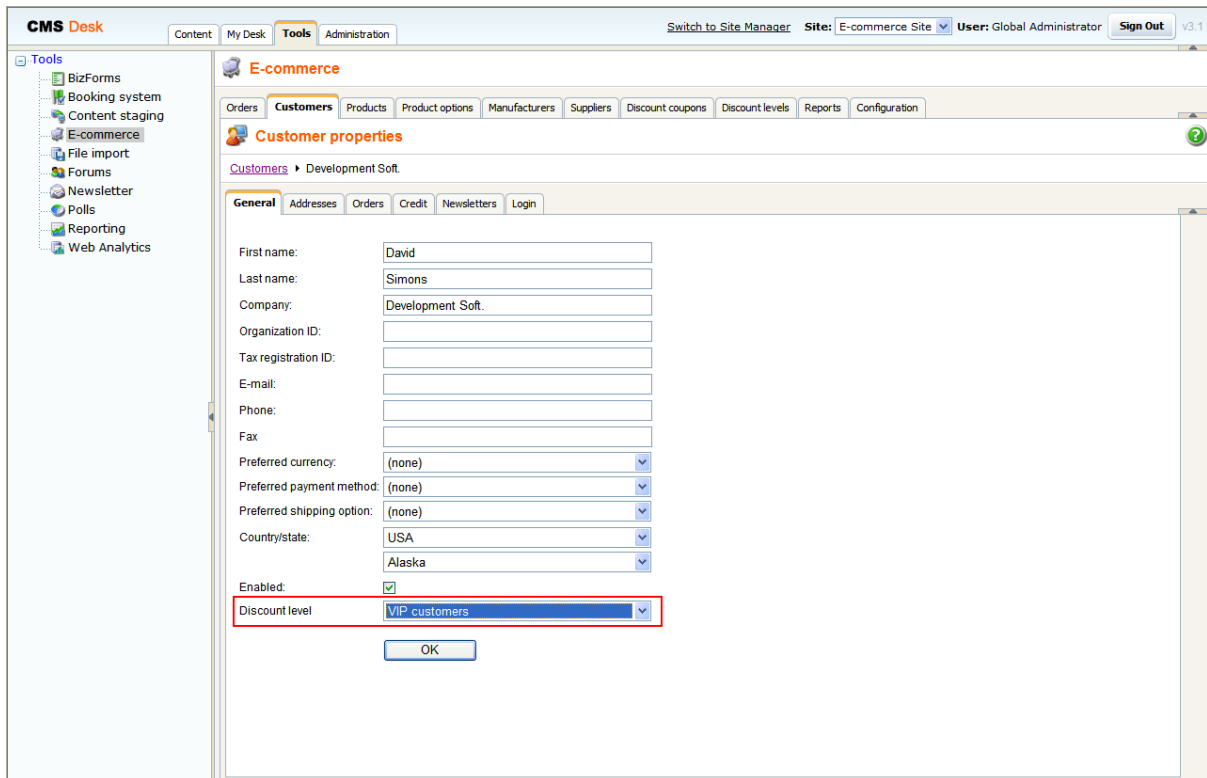 CMS Desk
Content My Desk Tools Administration
Switch to Site Manager Site: E-commerce Site User: Global Administrator Sign Out v3.1
Tools
BizForms
Booking system
Content staging
E-commerce
File import
Forums
Newsletter
Polls
Reporting
Web Analytics
E-commerce
Orders Customers Products Product options Manufacturers Suppliers Discount coupons Discount levels Reports Configuration
Customer properties
?
Customers Development Soft.
General Addresses Orders Credit Newsletters Login
First name: David
Last name: Simons
Company: Development Soft.
Organization ID:
Tax registration ID:
E-mail:
Phone:
Fax
Preferred currency: (none)
Preferred payment method: (none)
Preferred shipping option: (none)
Country/state: USA
Alaska
Enabled:
Discount level VIP customers
OK